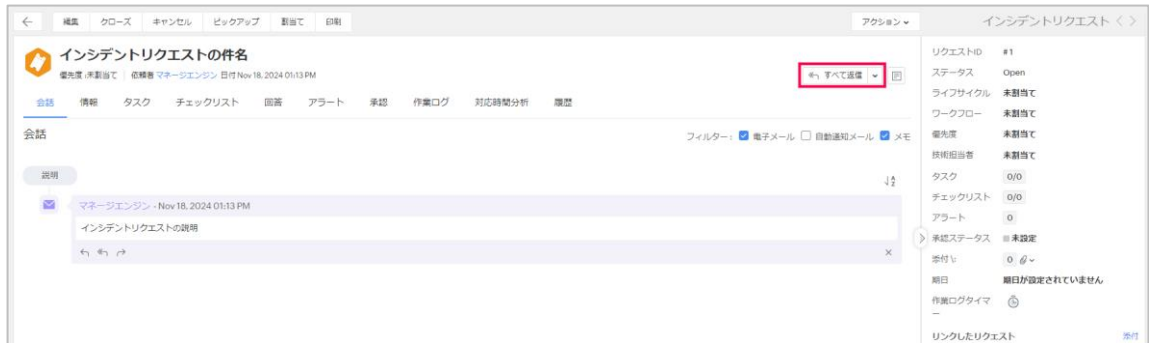 編集 クローズ キャンセル ピックアップ 割当て 印刷 アクション
インシデントリクエスト
インシデントリクエストの件名
優先度 :未割当て 依頼者 マネージエンジン 日付 Nov 18, 2024 01:13 PM
すべて返信
会話 情報 タスク チェックリスト 回答 アラート 承認 作業ログ 対応時間分析 履歴
会話
フィルター: 電子メール 自動通知メール メモ
説明
マネージエンジン - Nov 18, 2024 01:13 PM
インシデントリクエストの説明
リクエストID #1
ステータス Open
ライフサイクル 未割当て
ワークフロー 未割当て
優先度 未割当て
技術担当者 未割当て
タスク 0/0
チェックリスト 0/0
アラート 0
承認ステータス 未設定
添付 0
期日 期日が設定されていません
作業ログタイマー
リンクしたリクエスト 添付